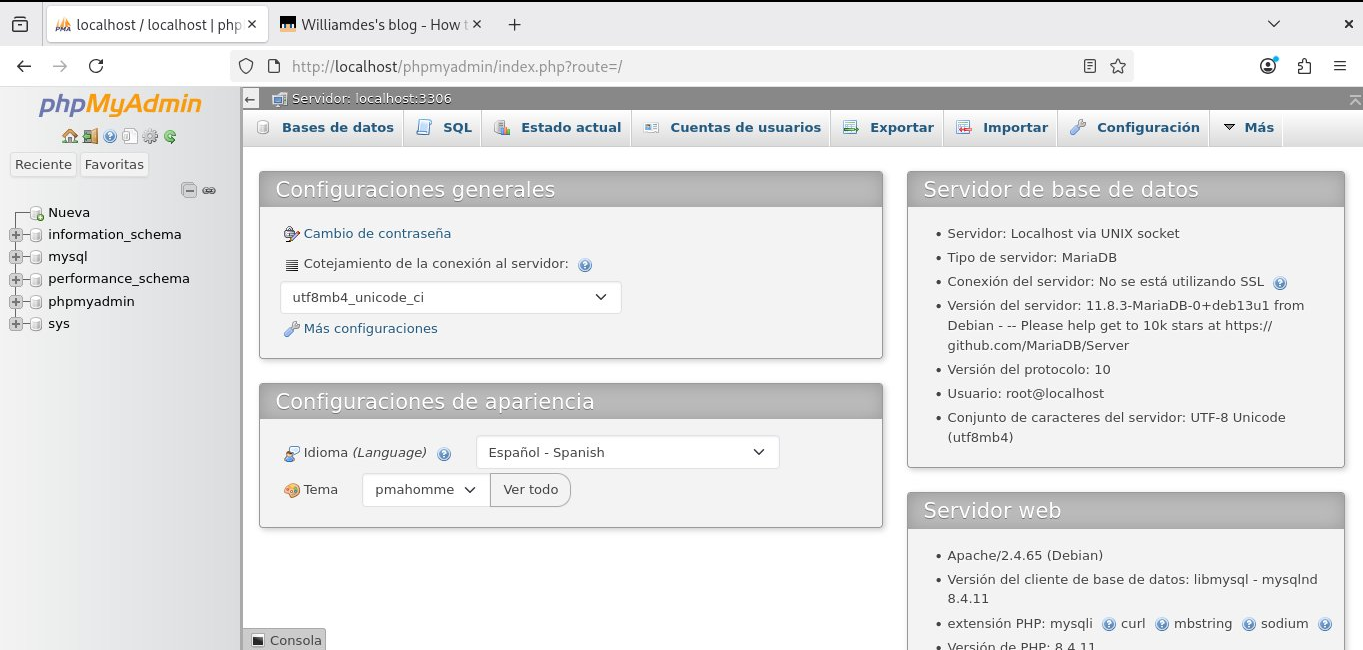 localhost / localhost | php
Williamdes's blog - How t
http://localhost/phpmyadmin/index.php?route=/
phpMyAdmin
Reciente
Favoritas
Nueva
information_schema
mysql
performance_schema
phpmyadmin
sys
Servidor: localhost:3306
Bases de datos
SQL
Estado actual
Cuentas de usuarios
Exportar
Importar
Configuración
Más
Configuraciones generales
Cambio de contraseña
Cotejamiento de la conexión al servidor:
utf8mb4_unicode_ci
Más configuraciones
Configuraciones de apariencia
Idioma (Language)
Español - Spanish
Tema
pmahomme
Ver todo
Servidor de base de datos
Servidor: Localhost via UNIX socket
Tipo de servidor: MariaDB
Conexión del servidor: No se está utilizando SSL
Versión del servidor: 11.8.3-MariaDB-0+deb13u1 from
Debian - -- Please help get to 10k stars at https://
github.com/MariaDB/Server
Versión del protocolo: 10
Usuario: root@localhost
Conjunto de caracteres del servidor: UTF-8 Unicode
(utf8mb4)
Servidor web
Apache/2.4.65 (Debian)
Versión del cliente de base de datos: libmysql - mysqlnd
8.4.11
extensión PHP: mysqli curl mbstring sodium
Versión de PHP: 8.4.11
Consola